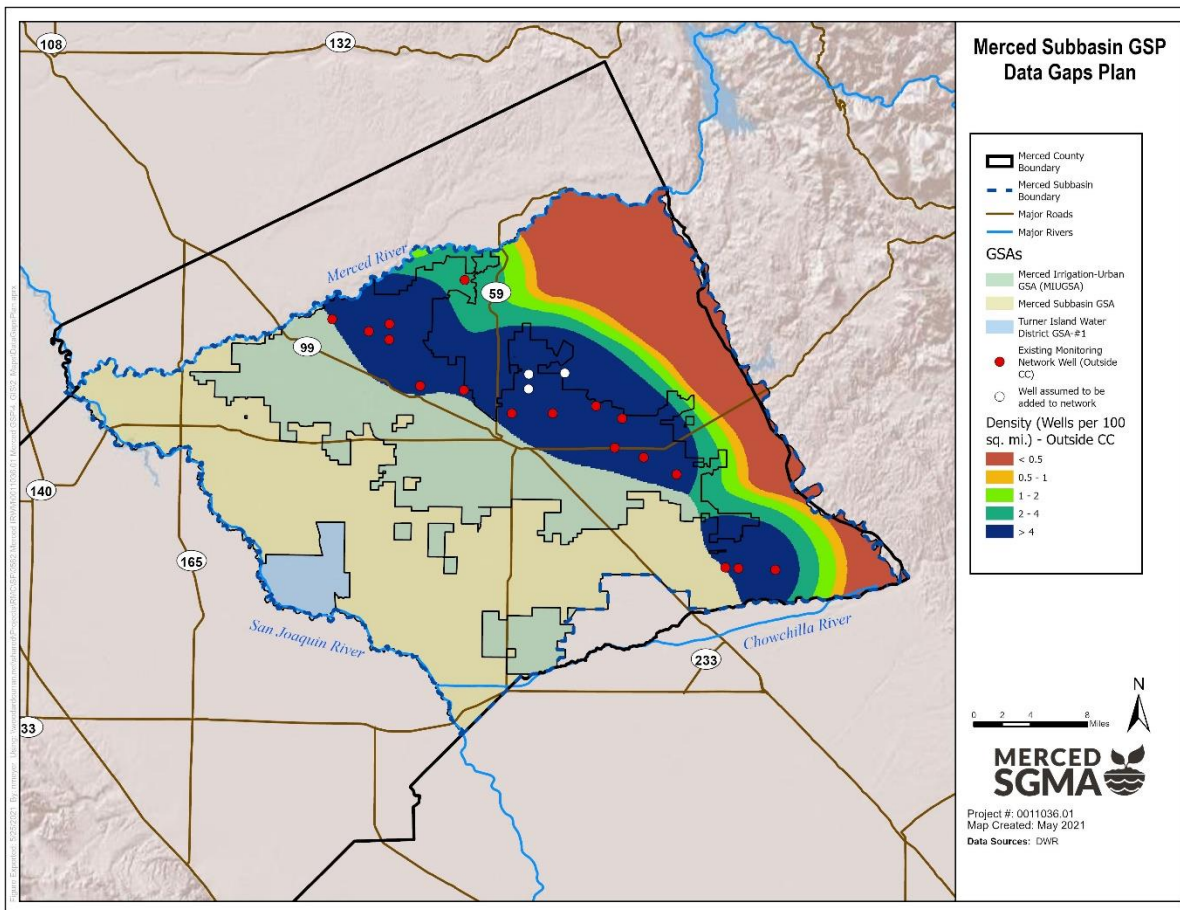 Merced Subbasin GSP
Data Gaps Plan
Merced County
Boundary
Merced Subbasin
Boundary
Major Roads
Major Rivers
GSAs
Merced Irrigation-Urban
GSA (MIUGSA)
Merced Subbasin GSA
Turner Island Water
District GSA-#1
Existing Monitoring
Network Well (Outside
CC)
Well assumed to be
added to network
Density (Wells per 100
sq. mi.) - Outside CC
< 0.5
0.5 - 1
1 - 2
2 - 4
> 4
N
0 2 4 8
Miles
MERCED
SGMA
Project #: 0011036.01
Map Created: May 2021
Data Sources: DWR
108
132
Merced River
59
99
140
165
San Joaquin River
Chowchilla River
233
33